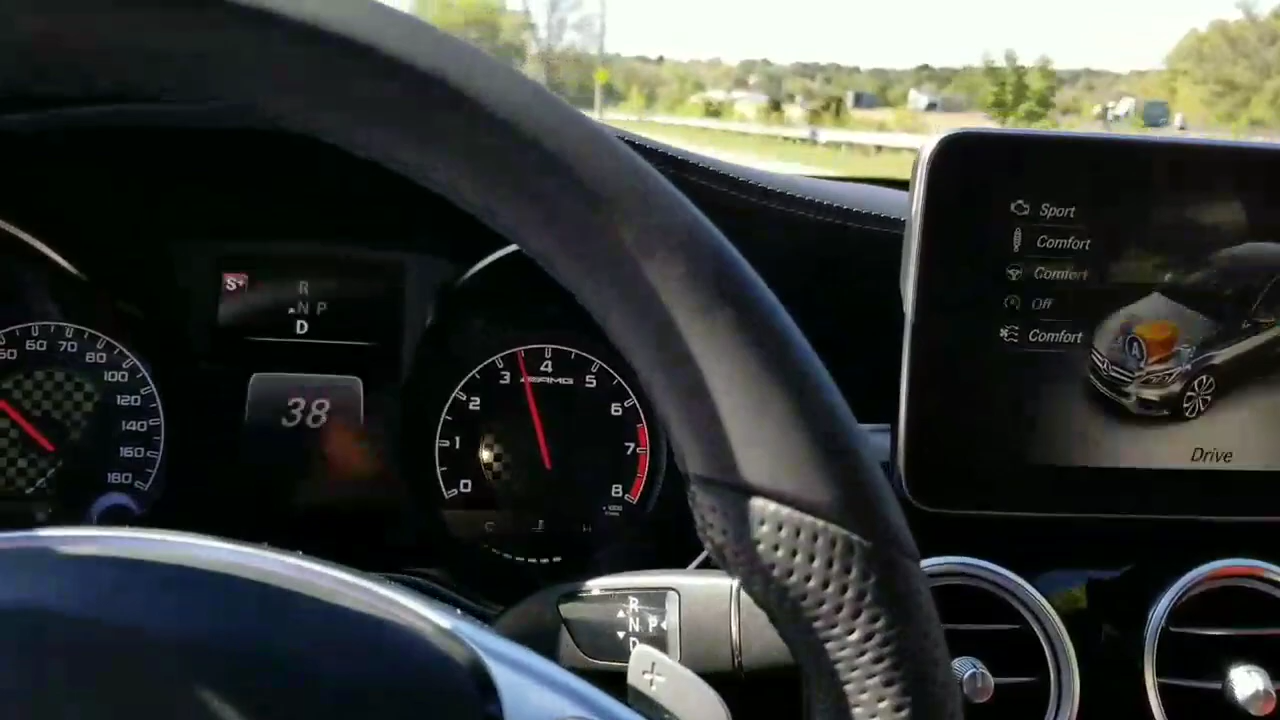 S+
R
N P
D
38
50 60 70 80 100 120 140 160 180
0 1 2 3 4 5 6 7 8
AMG
C H
R
N P
D
+
Sport
Comfort
Comfort
Off
Comfort
A
Drive